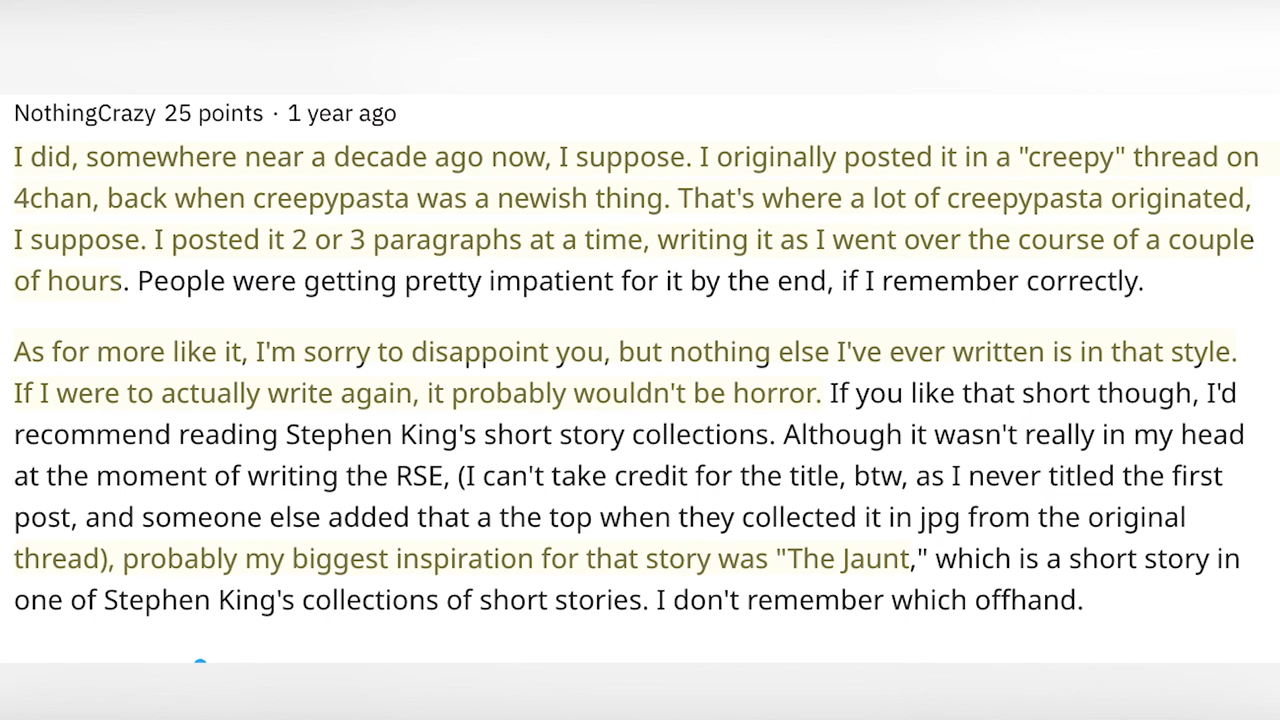 NothingCrazy 25 points · 1 year ago
I did, somewhere near a decade ago now, I suppose. I originally posted it in a "creepy" thread on
4chan, back when creepypasta was a newish thing. That's where a lot of creepypasta originated,
I suppose. I posted it 2 or 3 paragraphs at a time, writing it as I went over the course of a couple
of hours. People were getting pretty impatient for it by the end, if I remember correctly.
As for more like it, I'm sorry to disappoint you, but nothing else I've ever written is in that style.
If I were to actually write again, it probably wouldn't be horror. If you like that short though, I'd
recommend reading Stephen King's short story collections. Although it wasn't really in my head
at the moment of writing the RSE, (I can't take credit for the title, btw, as I never titled the first
post, and someone else added that a the top when they collected it in jpg from the original
thread), probably my biggest inspiration for that story was "The Jaunt," which is a short story in
one of Stephen King's collections of short stories. I don't remember which offhand.